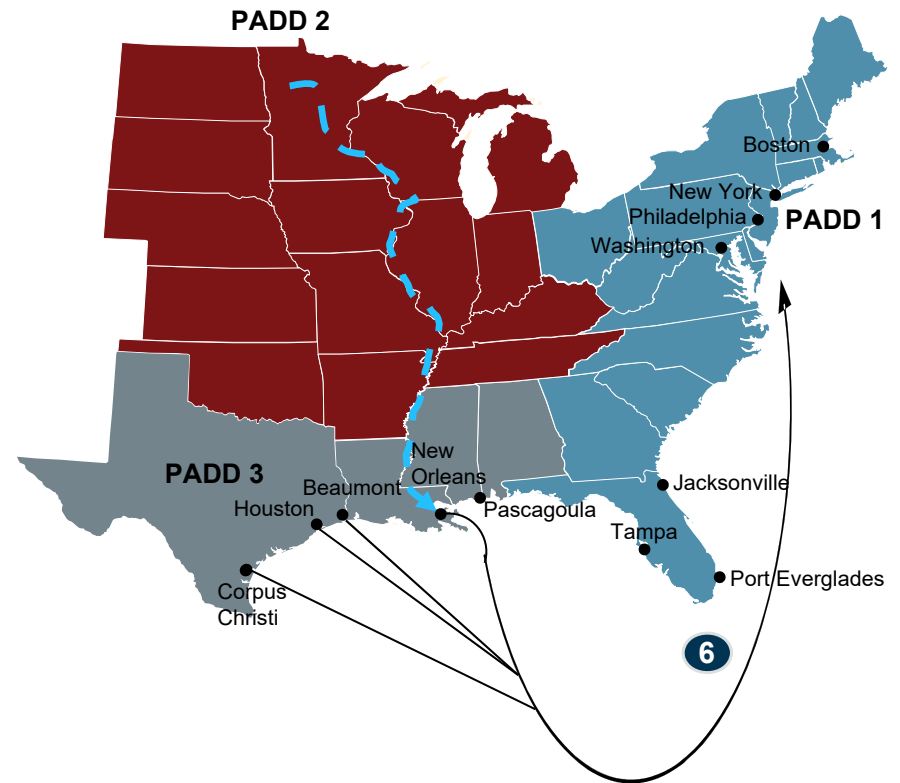 PADD 2
Boston
New York
Philadelphia
PADD 1
Washington
New
Orleans
PADD 3
Beaumont
Houston
Pascagoula
Jacksonville
Tampa
Port Everglades
Corpus
Christi
6